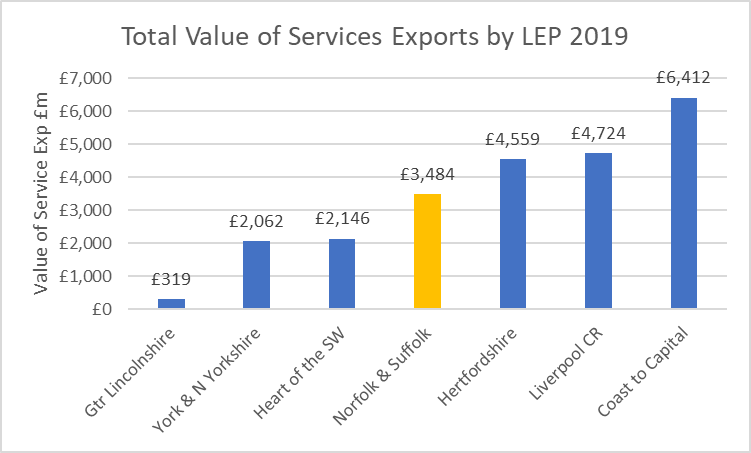 Total Value of Services Exports by LEP 2019
Value of Service Exp £m
£7,000
£6,000
£5,000
£4,000
£3,000
£2,000
£1,000
£0
£319
£2,062
£2,146
£3,484
£4,559
£4,724
£6,412
Gtr Lincolnshire
York & N Yorkshire
Heart of the SW
Norfolk & Suffolk
Hertfordshire
Liverpool CR
Coast to Capital